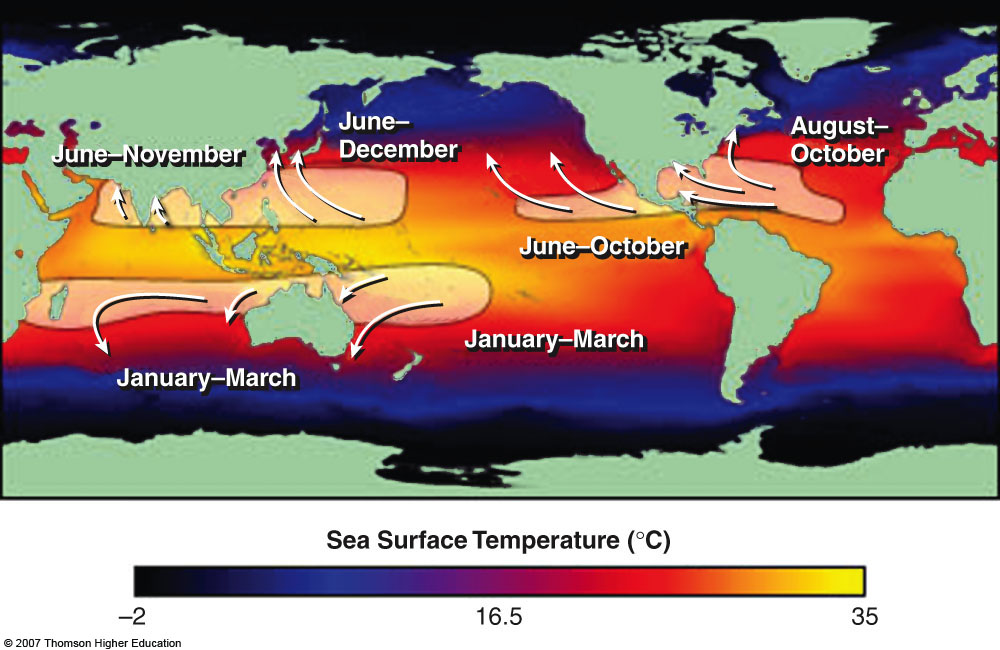 June–
December
August–
October
June–November
June–October
January–March
January–March
Sea Surface Temperature (°C)
–2
16.5
35
© 2007 Thomson Higher Education